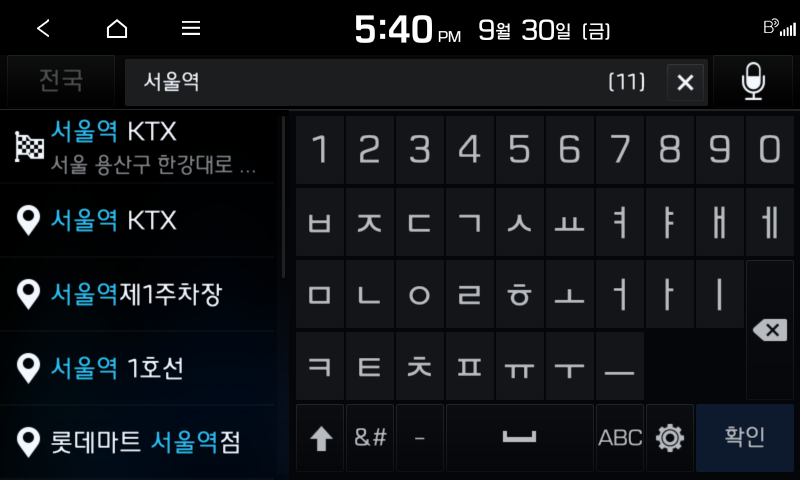 5:40 PM 9월 30일 (금)
전국 서울역 (11)
서울역 KTX
서울 용산구 한강대로 ...
서울역 KTX
서울역제1주차장
서울역 1호선
롯데마트 서울역점
1 2 3 4 5 6 7 8 9 0
ㅂ ㅈ ㄷ ㄱ ㅅ ㅛ ㅕ ㅑ ㅐ ㅔ
ㅁ ㄴ ㅇ ㄹ ㅎ ㅗ ㅓ ㅏ ㅣ
ㅋ ㅌ ㅊ ㅍ ㅠ ㅜ ㅡ
&# - ABC 확인